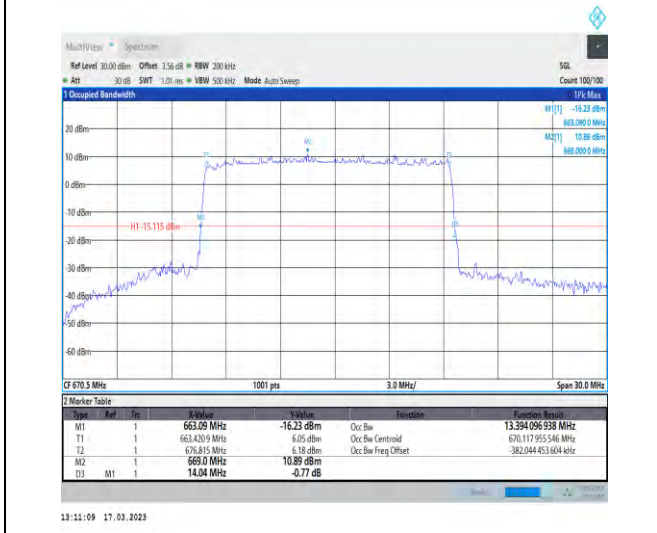 MultiView Spectrum
Ref Level 30.00 dBm Offset 3.56 dB RBW 200 kHz SGL
Att 30 dB SWT 1.01 ms VBW 500 kHz Mode Auto Sweep Count 100/100
1 Occupied Bandwidth 1Pk Max
M1[1] -16.23 dBm
663.090 0 MHz
M2[1] 10.89 dBm
669.000 0 MHz
20 dBm
M2
T1
T2
10 dBm
0 dBm
-10 dBm
M1
H1 -15.115 dBm
D3
-20 dBm
-30 dBm
-40 dBm
-50 dBm
-60 dBm
CF 670.5 MHz 1001 pts 3.0 MHz/ Span 30.0 MHz
2 Marker Table
Type Ref Trc X-Value Y-Value Function Function Result
M1 1 663.09 MHz -16.23 dBm Occ Bw 13.394 096 938 MHz
T1 1 663.420 9 MHz 6.05 dBm Occ Bw Centroid 670.117 955 546 MHz
T2 1 676.815 MHz 6.18 dBm Occ Bw Freq Offset -382.044 453 604 kHz
M2 1 669.0 MHz 10.89 dBm
D3 M1 1 14.04 MHz -0.77 dB
13:11:09 17.03.2023